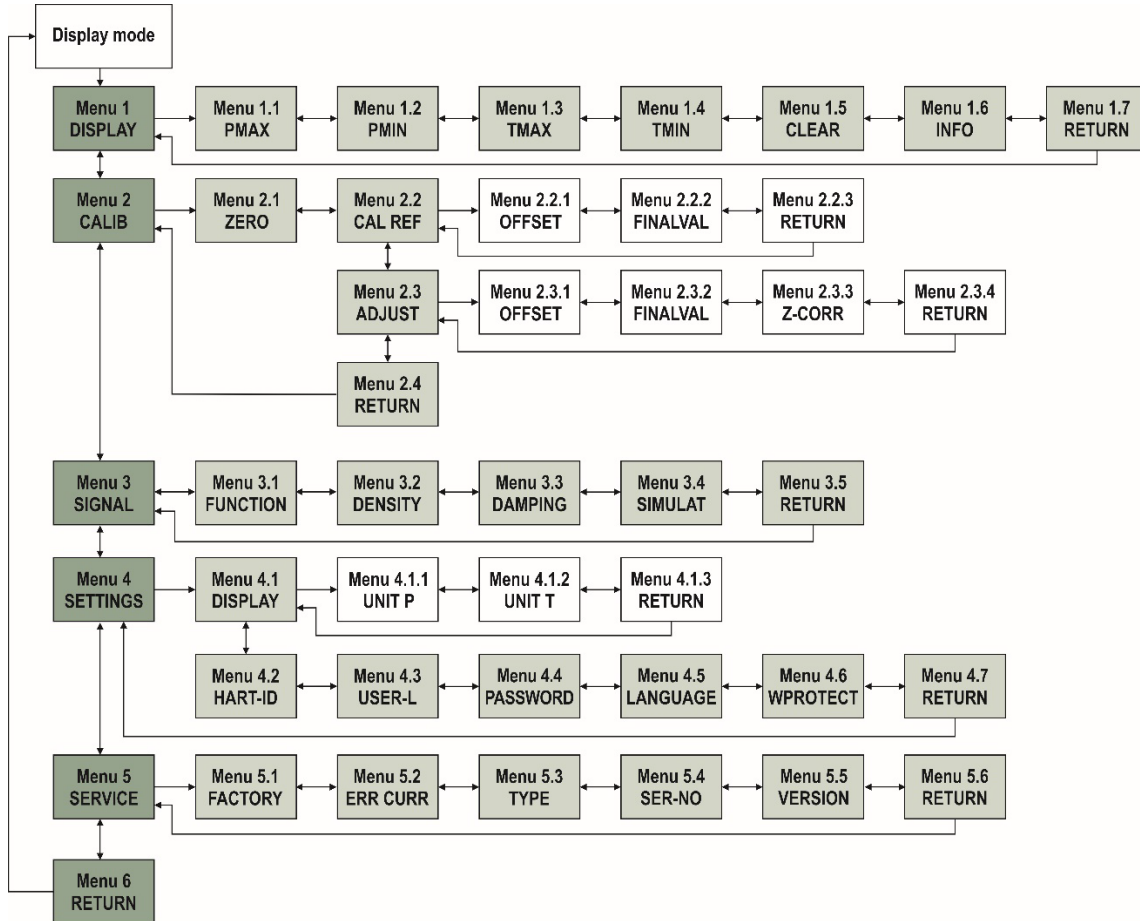 Display mode
Menu 1
DISPLAY
Menu 1.1
PMAX
Menu 1.2
PMIN
Menu 1.3
TMAX
Menu 1.4
TMIN
Menu 1.5
CLEAR
Menu 1.6
INFO
Menu 1.7
RETURN
Menu 2
CALIB
Menu 2.1
ZERO
Menu 2.2
CAL REF
Menu 2.2.1
OFFSET
Menu 2.2.2
FINALVAL
Menu 2.2.3
RETURN
Menu 2.3
ADJUST
Menu 2.3.1
OFFSET
Menu 2.3.2
FINALVAL
Menu 2.3.3
Z-CORR
Menu 2.3.4
RETURN
Menu 2.4
RETURN
Menu 3
SIGNAL
Menu 3.1
FUNCTION
Menu 3.2
DENSITY
Menu 3.3
DAMPING
Menu 3.4
SIMULAT
Menu 3.5
RETURN
Menu 4
SETTINGS
Menu 4.1
DISPLAY
Menu 4.1.1
UNIT P
Menu 4.1.2
UNIT T
Menu 4.1.3
RETURN
Menu 4.2
HART-ID
Menu 4.3
USER-L
Menu 4.4
PASSWORD
Menu 4.5
LANGUAGE
Menu 4.6
WPROTECT
Menu 4.7
RETURN
Menu 5
SERVICE
Menu 5.1
FACTORY
Menu 5.2
ERR CURR
Menu 5.3
TYPE
Menu 5.4
SER-NO
Menu 5.5
VERSION
Menu 5.6
RETURN
Menu 6
RETURN